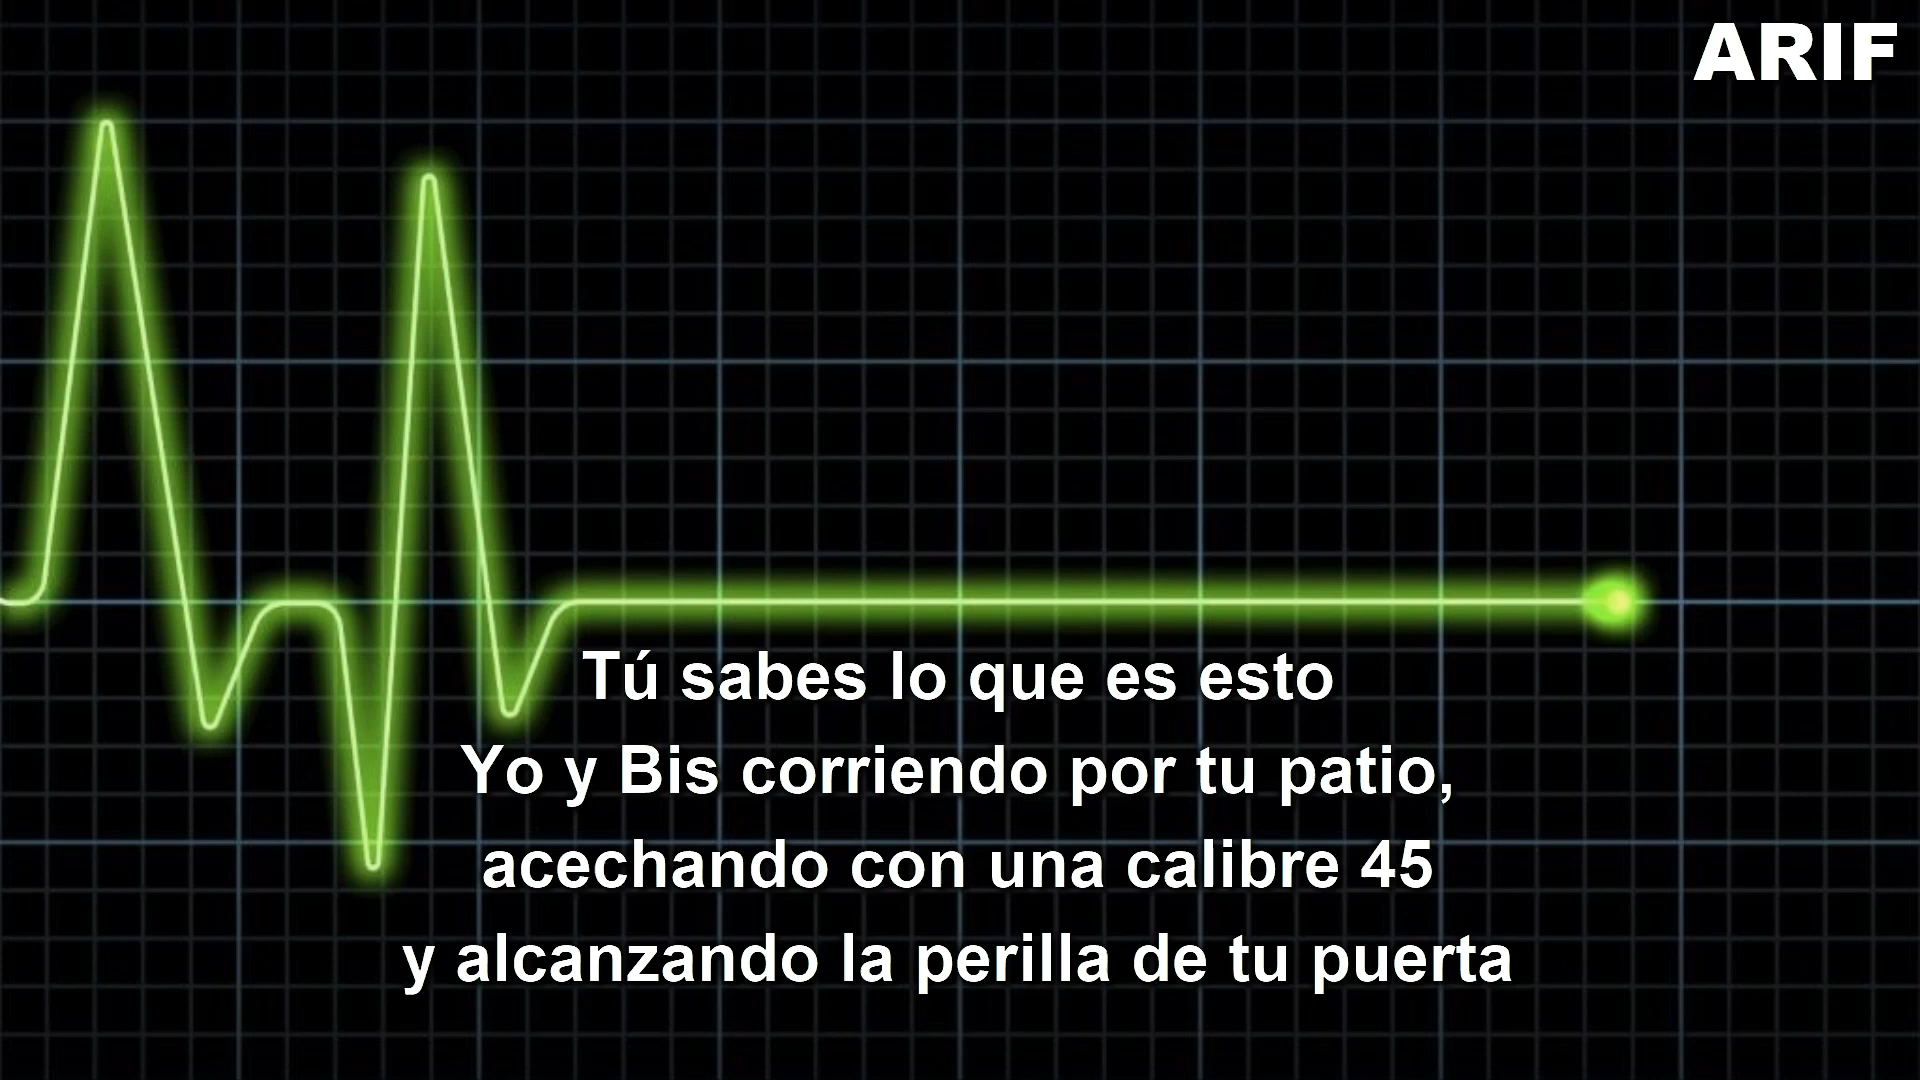 ARIF
Tú sabes lo que es esto
Yo y Bis corriendo por tu patio,
acechando con una calibre 45
y alcanzando la perilla de tu puerta